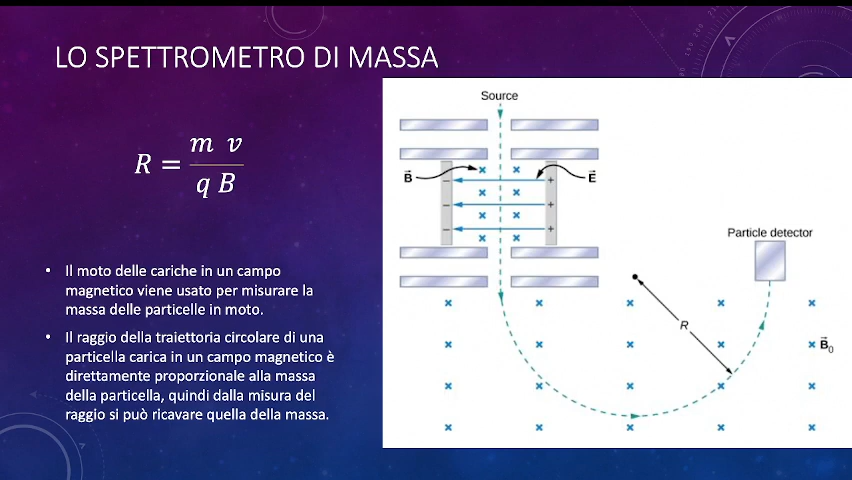 LO SPETTROMETRO DI MASSA
R = m v / q B
• Il moto delle cariche in un campo
magnetico viene usato per misurare la
massa delle particelle in moto.
• Il raggio della traiettoria circolare di una
particella carica in un campo magnetico è
direttamente proporzionale alla massa
della particella, quindi dalla misura del
raggio si può ricavare quella della massa.
Source
B⃗
E⃗
− +
− +
− +
Particle detector
R
B⃗₀